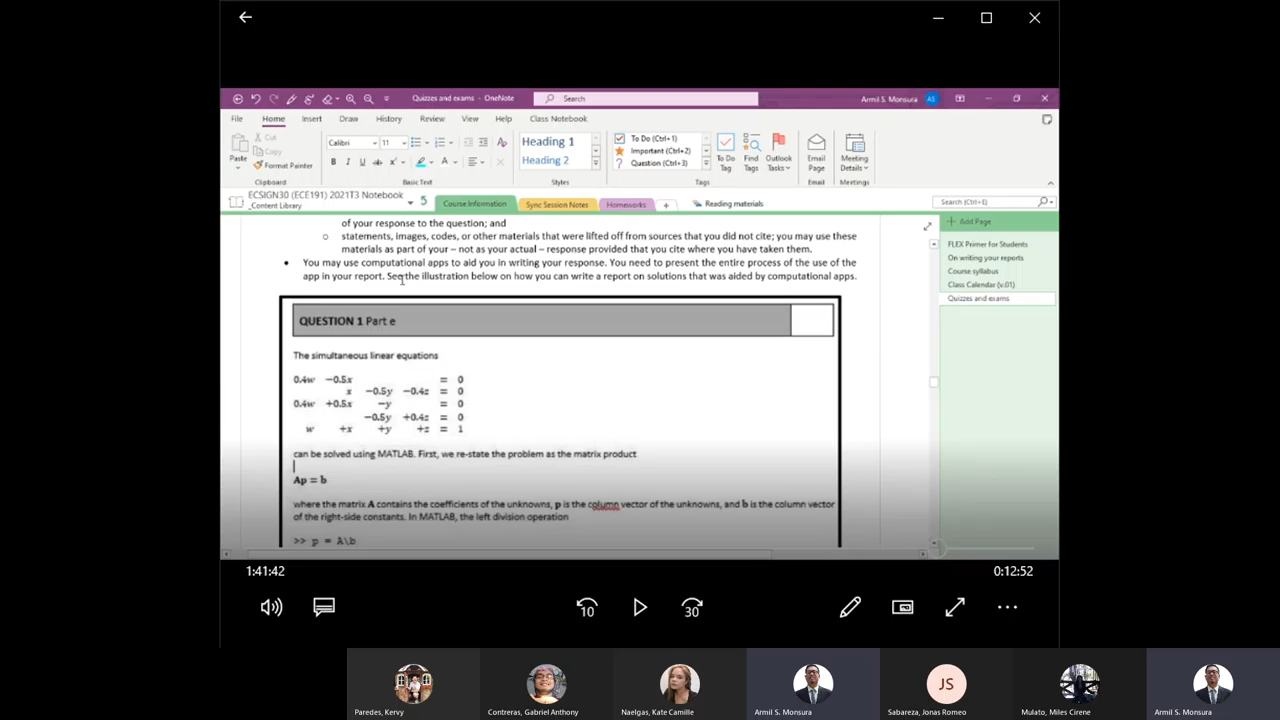 Quizzes and exams - OneNote
Search
Armil S. Monsura
AS
File Home Insert Draw History Review View Help Class Notebook
Paste
Cut
Copy
Format Painter
Clipboard
Calibri 11
Basic Text
Heading 1
Heading 2
Styles
To Do (Ctrl+1)
Important (Ctrl+2)
Question (Ctrl+3)
To Do Tag
Find Tags
Outlook Tasks
Tags
Email Page
Email
Meeting Details
Meetings
ECSIGN30 (ECE191) 2021T3 Notebook
_Content Library
Course Information
Sync Session Notes
Homeworks
+
Reading materials
Search (Ctrl+E)
Add Page
FLEX Primer for Students
On writing your reports
Course syllabus
Class Calendar (v.01)
Quizzes and exams
of your response to the question; and
o statements, images, codes, or other materials that were lifted off from sources that you did not cite; you may use these
materials as part of your – not as your actual – response provided that you cite where you have taken them.
• You may use computational apps to aid you in writing your response. You need to present the entire process of the use of the
app in your report. See the illustration below on how you can write a report on solutions that was aided by computational apps.
QUESTION 1 Part e
The simultaneous linear equations
0.4w −0.5x = 0
x −0.5y −0.4z = 0
0.4w +0.5x −y = 0
−0.5y +0.4z = 0
w +x +y +z = 1
can be solved using MATLAB. First, we re-state the problem as the matrix product
Ap = b
where the matrix A contains the coefficients of the unknowns, p is the column vector of the unknowns, and b is the column vector
of the right-side constants. In MATLAB, the left division operation
>> p = A\b
1:41:42
0:12:52
10
30
Paredes, Kervy
Contreras, Gabriel Anthony
Naelgas, Kate Camille
Armil S. Monsura
JS
Sabareza, Jonas Romeo
Mulato, Miles Cirene
Armil S. Monsura